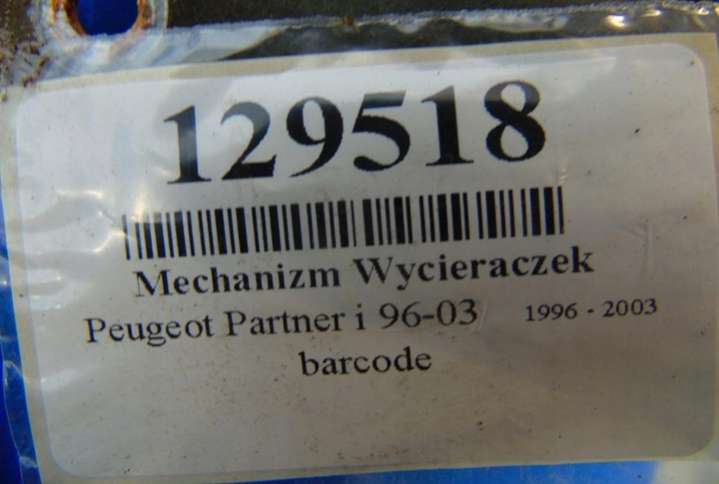 129518
Mechanizm Wycieraczek
Peugeot Partner i 96-03 1996 - 2003
barcode